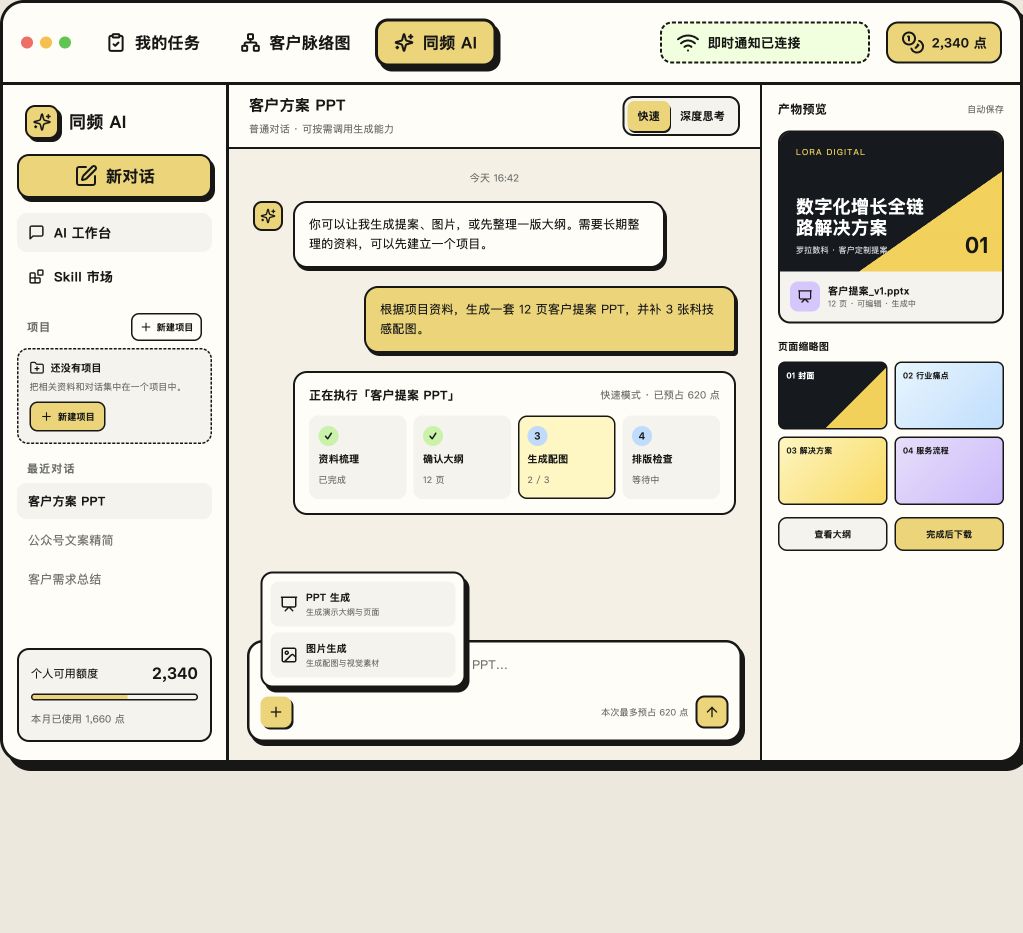 我的任务
客户脉络图
同频 AI
即时通知已连接
2,340 点
同频 AI
新对话
AI 工作台
Skill 市场
项目
新建项目
还没有项目
把相关资料和对话集中在一个项目中。
新建项目
最近对话
客户方案 PPT
公众号文案精简
客户需求总结
个人可用额度
2,340
本月已使用 1,660 点
客户方案 PPT
普通对话 · 可按需调用生成能力
快速
深度思考
今天 16:42
你可以让我生成提案、图片，或先整理一版大纲。需要长期整
理的资料，可以先建立一个项目。
根据项目资料，生成一套 12 页客户提案 PPT，并补 3 张科技
感配图。
正在执行「客户提案 PPT」
快速模式 · 已预占 620 点
资料梳理
已完成
确认大纲
12 页
3
生成配图
2 / 3
4
排版检查
等待中
PPT 生成
生成演示大纲与页面
图片生成
生成配图与视觉素材
PPT...
本次最多预占 620 点
产物预览
自动保存
LORA DIGITAL
数字化增长全链
路解决方案
罗拉数科 · 客户定制提案
01
客户提案_v1.pptx
12 页 · 可编辑 · 生成中
页面缩略图
01 封面
02 行业痛点
03 解决方案
04 服务流程
查看大纲
完成后下载